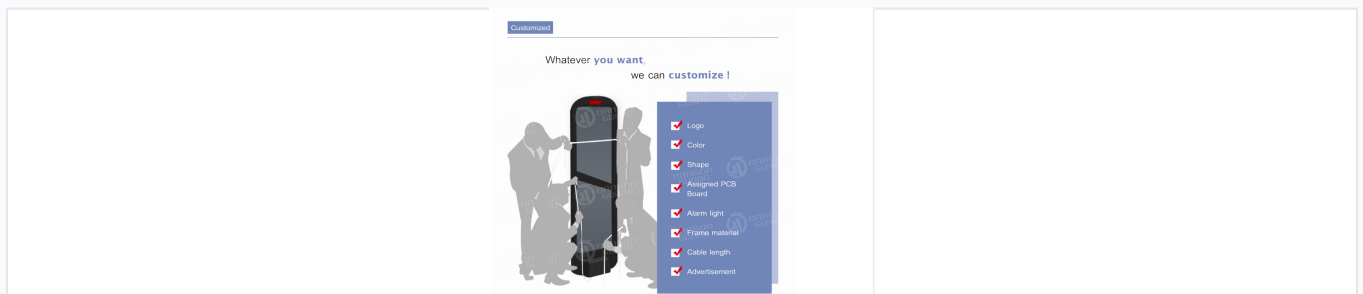 Customized
Whatever you want,
we can customize !
Logo
Color
Shape
Assigned PCB
Board
Alarm light
Frame material
Cable length
Advertisement